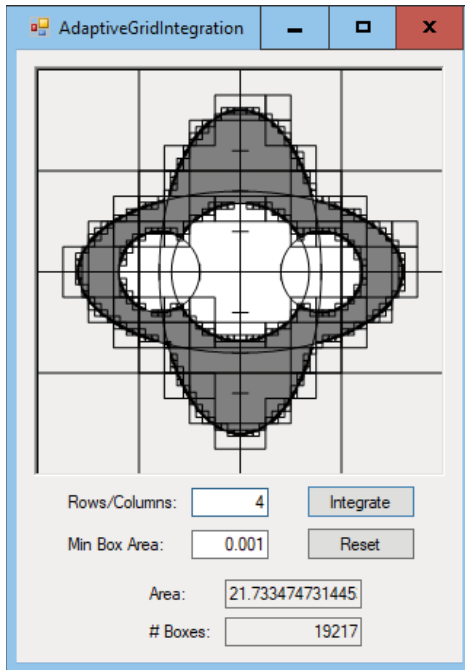 AdaptiveGridIntegration
Rows/Columns: 4 Integrate
Min Box Area: 0.001 Reset
Area: 21.733474731445
# Boxes: 19217